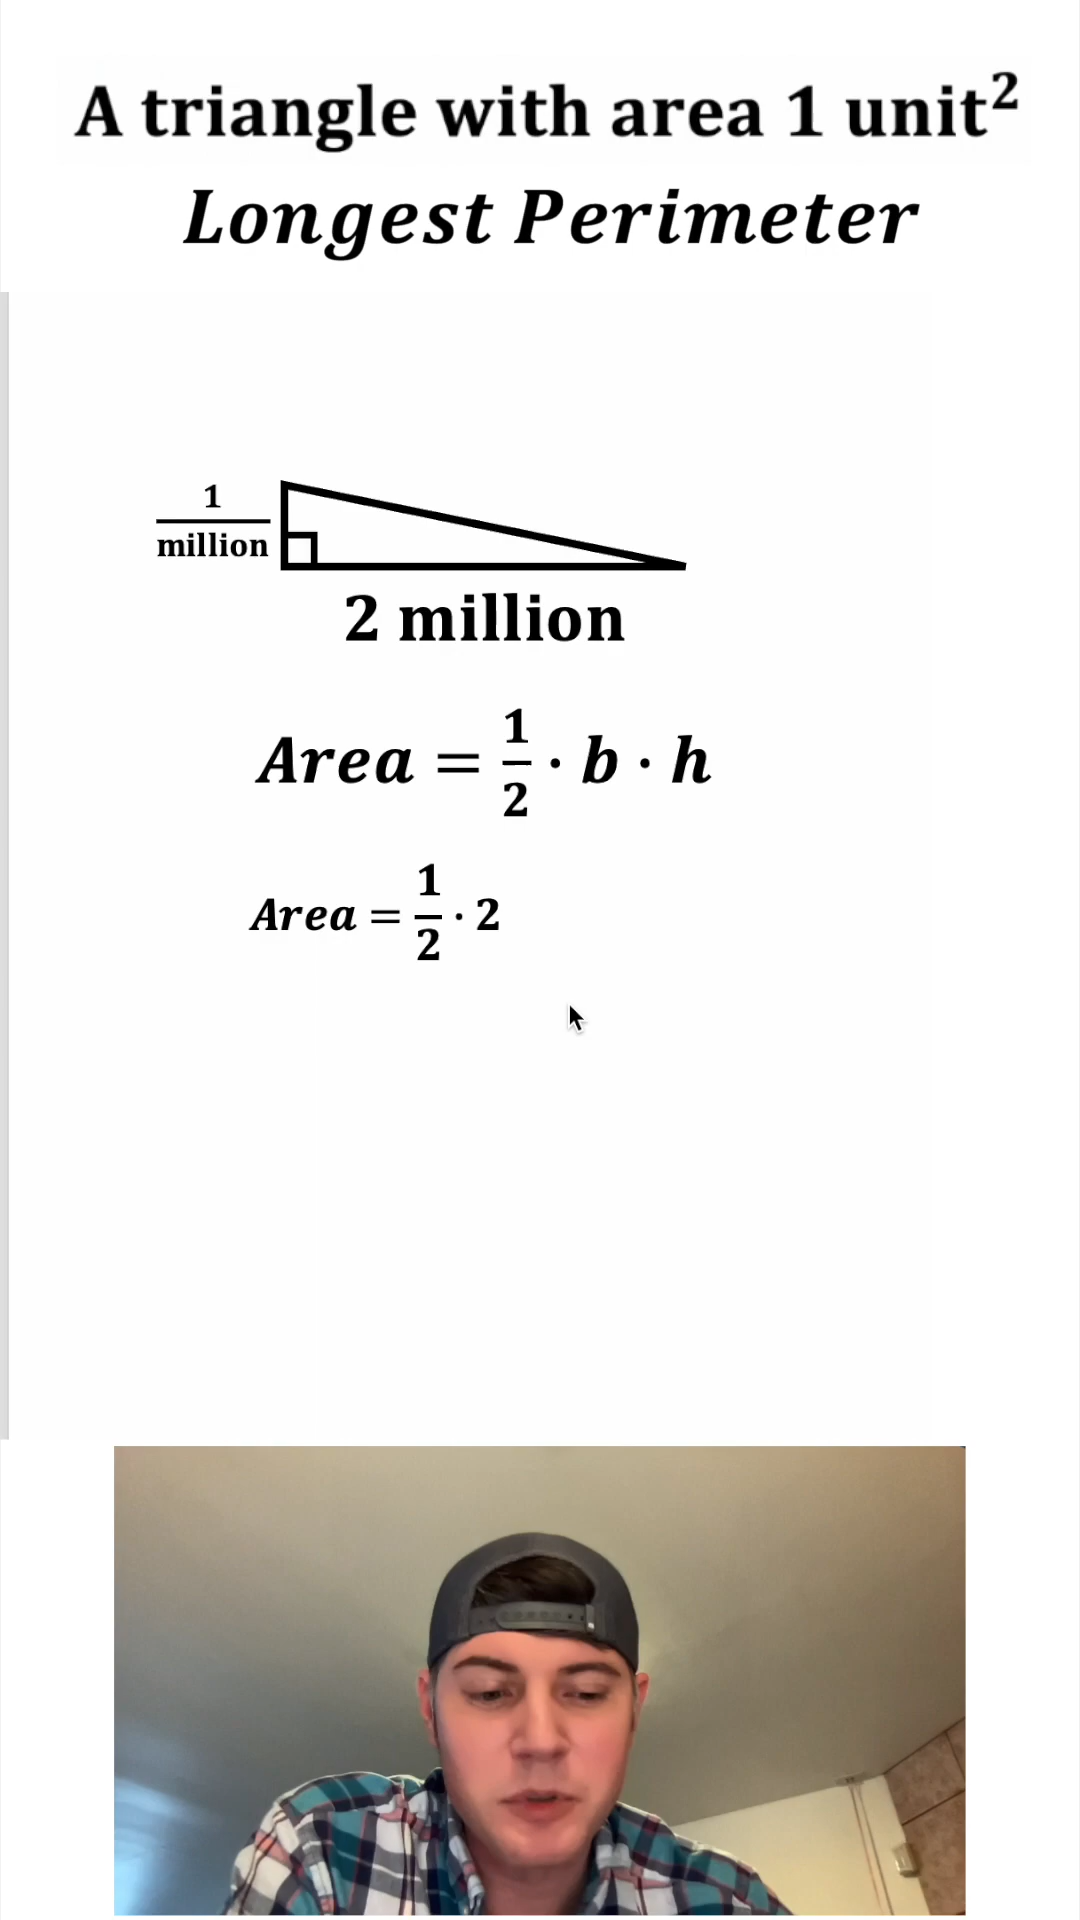 A triangle with area 1 unit²
Longest Perimeter
1
million
2 million
Area = 1/2 · b · h
Area = 1/2 · 2